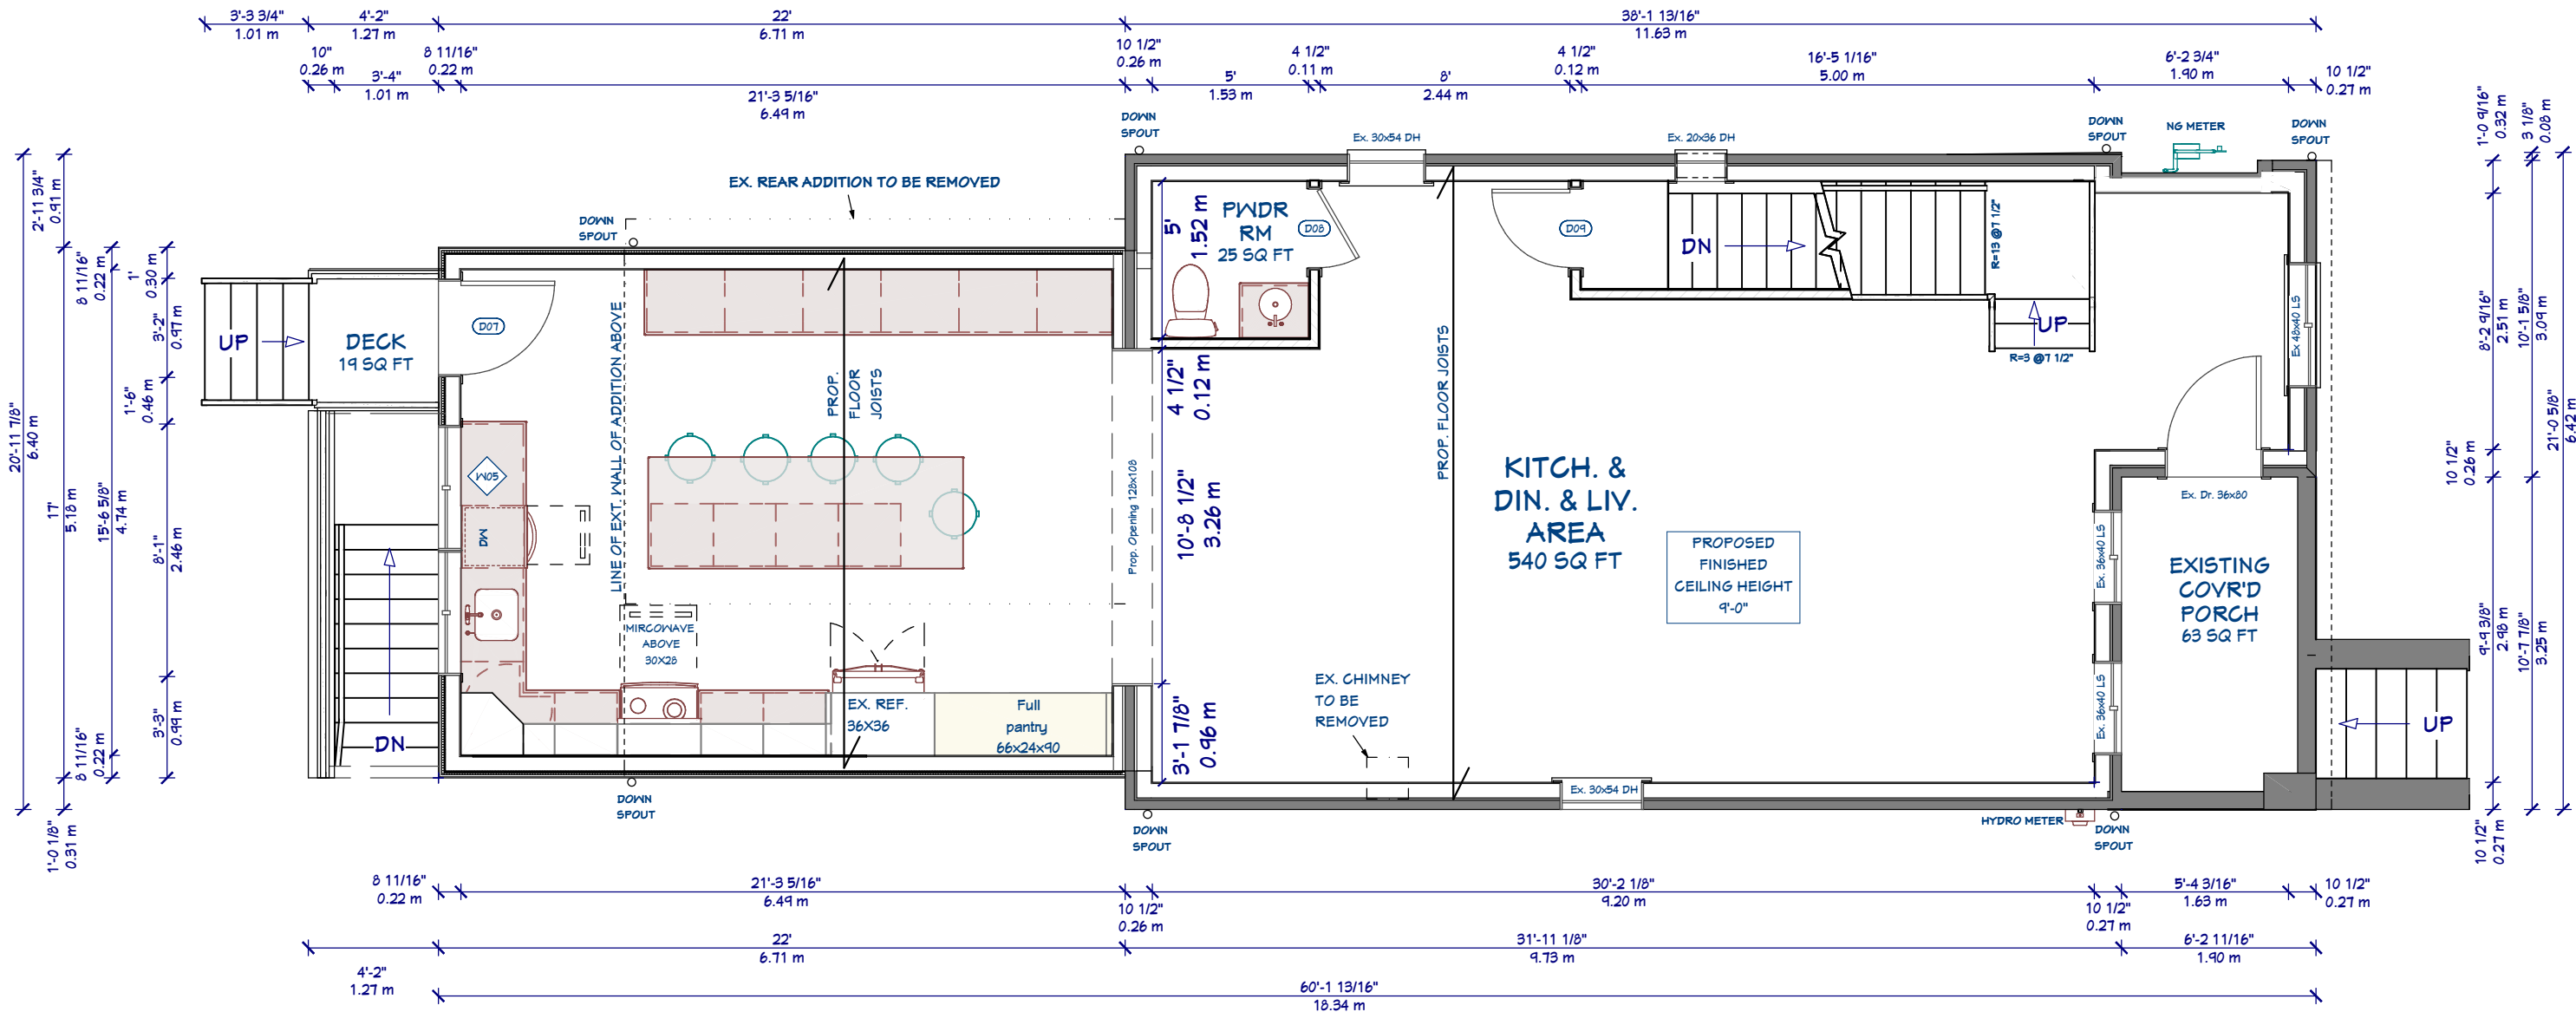 3'-3 3/4"
1.01 m
4'-2"
1.27 m
22'
6.71 m
38'-1 13/16"
11.63 m
10"
0.26 m
3'-4"
1.01 m
8 11/16"
0.22 m
21'-3 5/16"
6.49 m
10 1/2"
0.26 m
5'
1.53 m
4 1/2"
0.11 m
8'
2.44 m
4 1/2"
0.12 m
16'-5 1/16"
5.00 m
6'-2 3/4"
1.90 m
10 1/2"
0.27 m
DOWN
SPOUT
Ex. 30x54 DH
Ex. 20x36 DH
DOWN
SPOUT
NG METER
DOWN
SPOUT
1'-0 9/16"
0.32 m
3 1/8"
0.08 m
EX. REAR ADDITION TO BE REMOVED
DOWN
SPOUT
20'-11 7/8"
6.40 m
2'-11 3/4"
0.91 m
17'
5.18 m
1'-0 1/8"
0.31 m
8 11/16"
0.22 m
15'-6 5/8"
4.74 m
8 11/16"
0.22 m
1'
0.30 m
3'-2"
0.97 m
1'-6"
0.46 m
8'-1"
2.46 m
3'-3"
0.99 m
UP
DECK
19 SQ FT
D07
DN
W05
DW
LINE OF EXT. WALL OF ADDITION ABOVE
PROP.
FLOOR
JOISTS
MIRCOWAVE
ABOVE
30X28
EX. REF.
36X36
Full
pantry
66x24x90
DOWN
SPOUT
Prop. Opening 128x108
5'
1.52 m
PWDR
RM
25 SQ FT
D08
4 1/2"
0.12 m
10'-8 1/2"
3.26 m
3'-1 7/8"
0.96 m
PROP. FLOOR JOISTS
D09
DN
R=13 @7 1/2"
UP
R=3 @7 1/2"
KITCH. &
DIN. & LIV.
AREA
540 SQ FT
PROPOSED
FINISHED
CEILING HEIGHT
9'-0"
EX. CHIMNEY
TO BE
REMOVED
Ex. 30x54 DH
DOWN
SPOUT
HYDRO METER
DOWN
SPOUT
Ex 48x40 LS
Ex. 36x40 LS
Ex. 36x40 LS
Ex. Dr. 36x80
EXISTING
COVR'D
PORCH
63 SQ FT
UP
8'-2 9/16"
2.51 m
10'-1 5/8"
3.09 m
21'-0 5/8"
6.42 m
10 1/2"
0.26 m
9'-9 3/8"
2.98 m
10'-7 7/8"
3.25 m
10 1/2"
0.27 m
8 11/16"
0.22 m
21'-3 5/16"
6.49 m
10 1/2"
0.26 m
30'-2 1/8"
9.20 m
10 1/2"
0.27 m
5'-4 3/16"
1.63 m
10 1/2"
0.27 m
4'-2"
1.27 m
22'
6.71 m
31'-11 1/8"
9.73 m
6'-2 11/16"
1.90 m
60'-1 13/16"
18.34 m